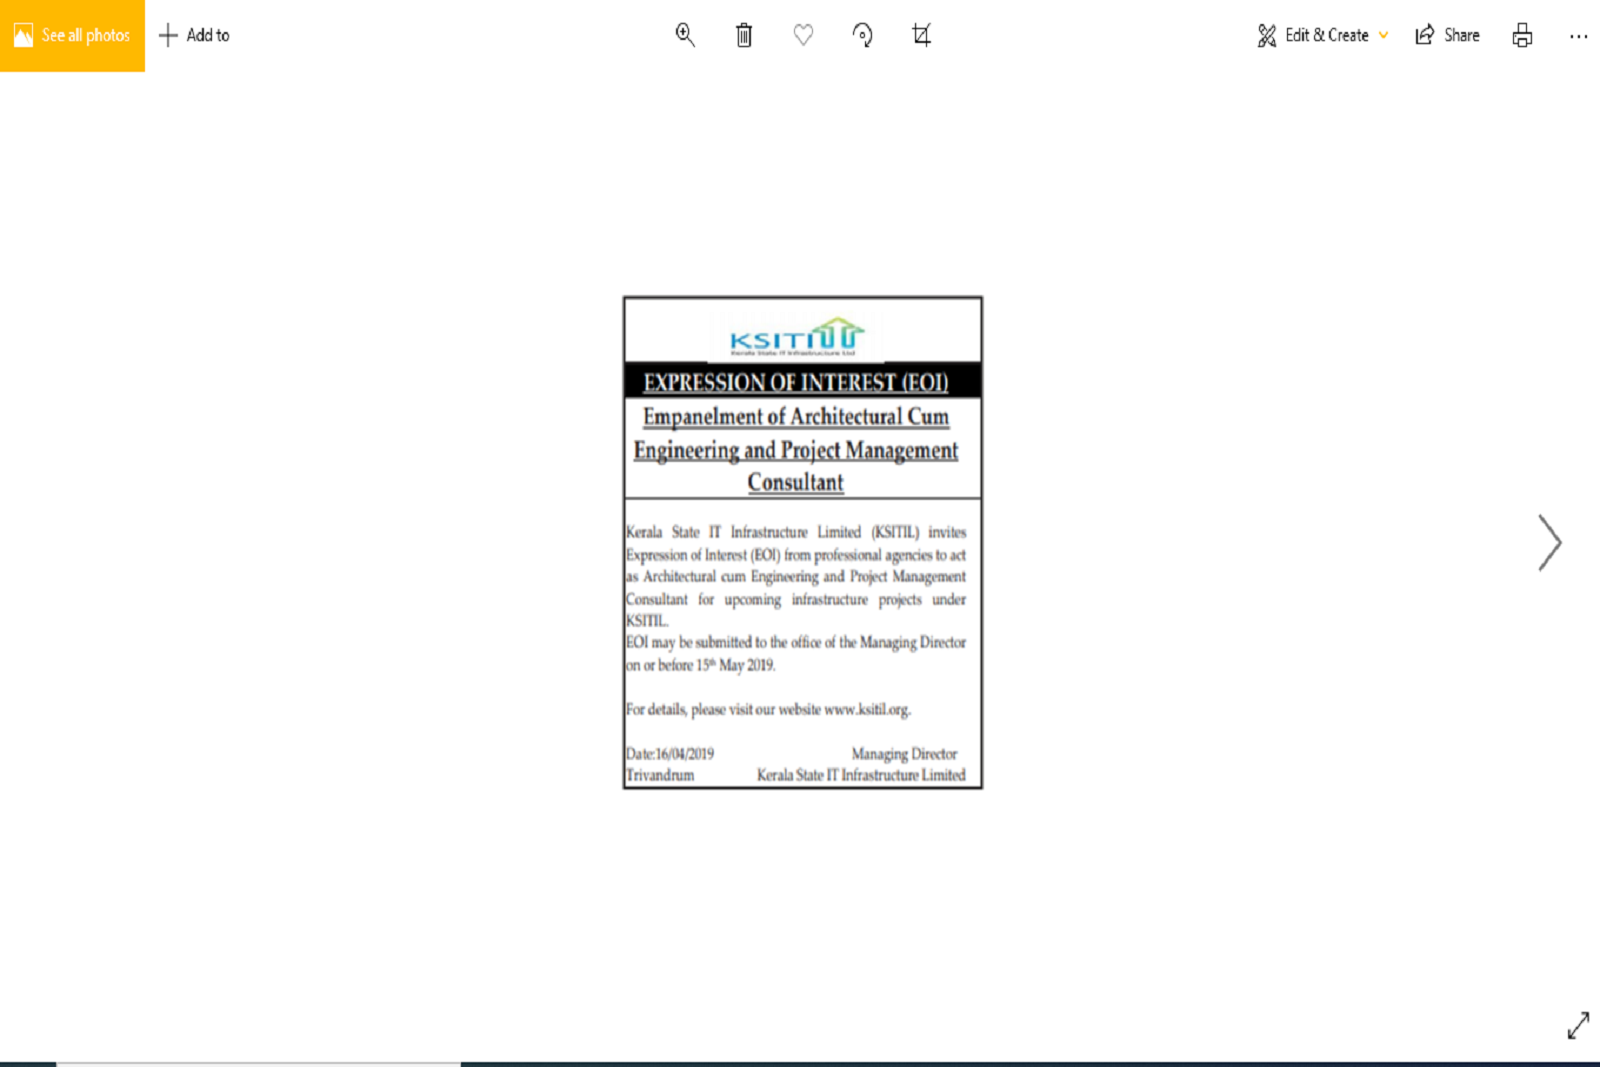 See all photos
Add to
Edit & Create
Share
KSITIL
Kerala State IT Infrastructure Ltd
EXPRESSION OF INTEREST (EOI)
Empanelment of Architectural Cum
Engineering and Project Management
Consultant
Kerala State IT Infrastructure Limited (KSITIL) invites
Expression of Interest (EOI) from professional agencies to act
as Architectural cum Engineering and Project Management
Consultant for upcoming infrastructure projects under
KSITIL.
EOI may be submitted to the office of the Managing Director
on or before 15th May 2019.
For details, please visit our website www.ksitil.org.
Date:16/04/2019 Managing Director
Trivandrum Kerala State IT Infrastructure Limited